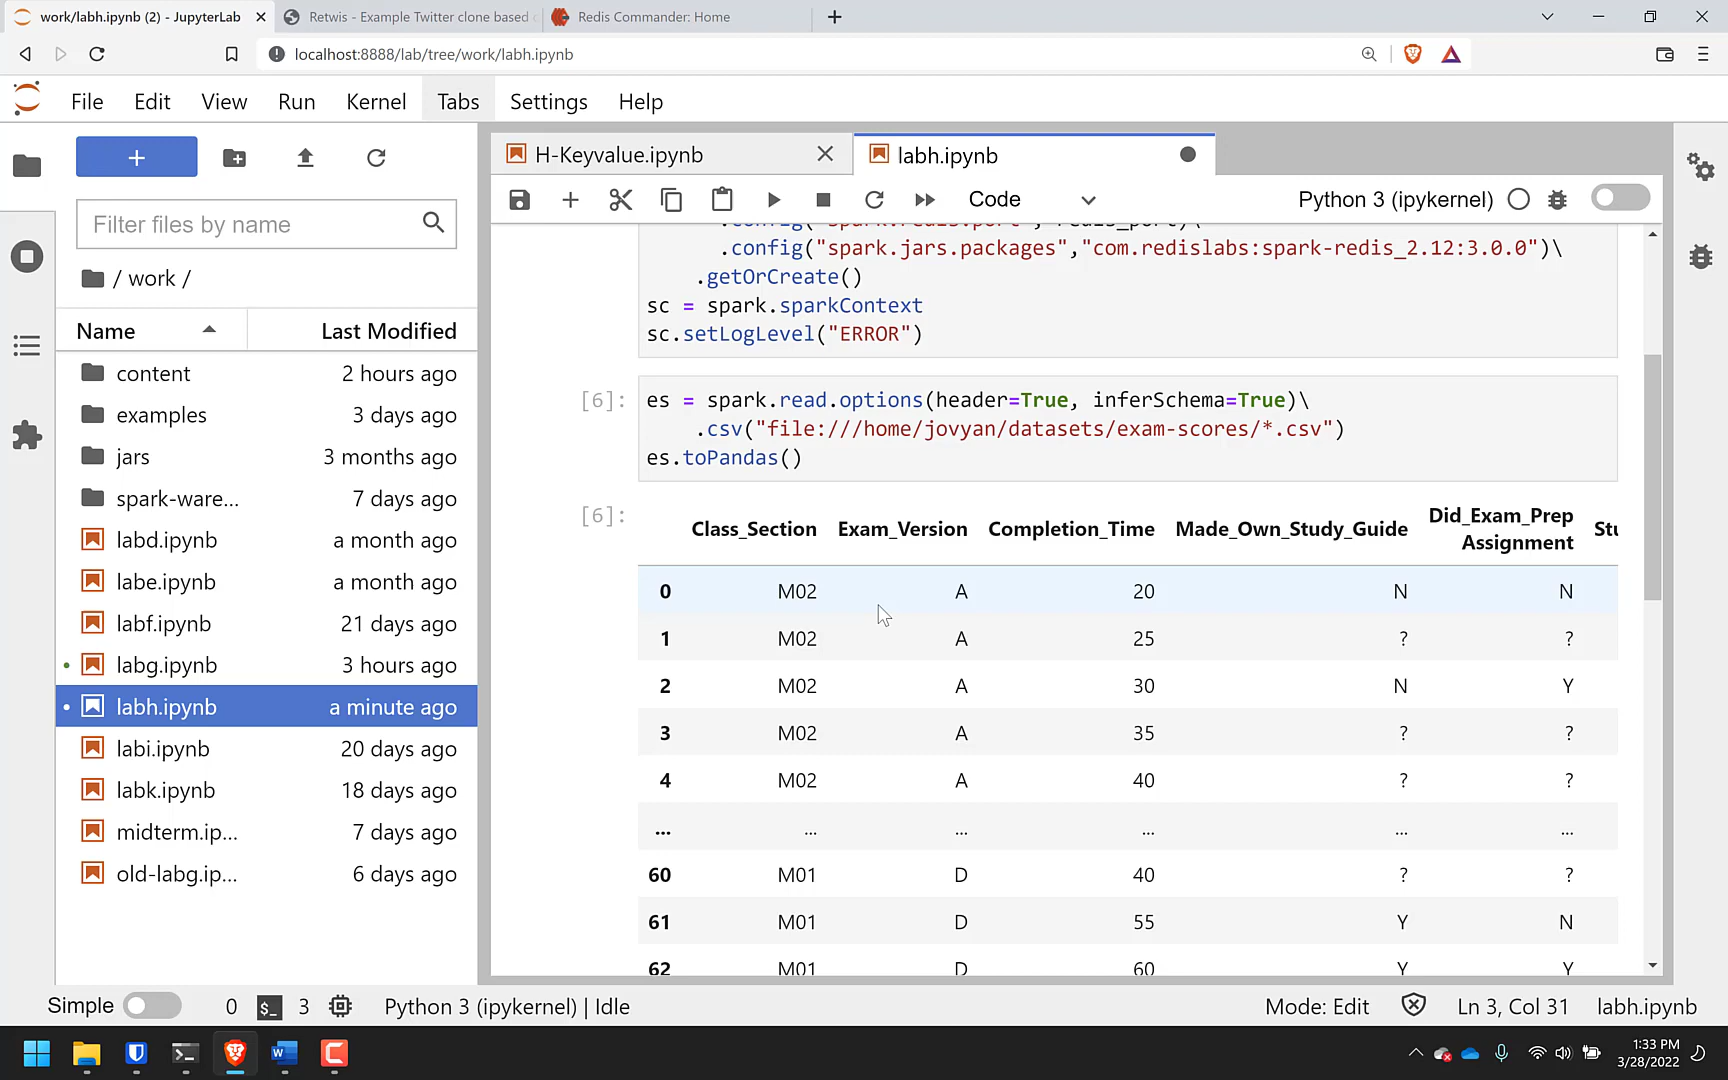 work/labh.ipynb (2) - JupyterLab
Retwis - Example Twitter clone based
Redis Commander: Home
localhost:8888/lab/tree/work/labh.ipynb
File Edit View Run Kernel Tabs Settings Help
H-Keyvalue.ipynb
labh.ipynb
Filter files by name
Code
Python 3 (ipykernel)
/ work /
Name Last Modified
content 2 hours ago
examples 3 days ago
jars 3 months ago
spark-ware... 7 days ago
labd.ipynb a month ago
labe.ipynb a month ago
labf.ipynb 21 days ago
labg.ipynb 3 hours ago
labh.ipynb a minute ago
labi.ipynb 20 days ago
labk.ipynb 18 days ago
midterm.ip... 7 days ago
old-labg.ip... 6 days ago
.config("spark.redis.port", redis_port)\
.config("spark.jars.packages","com.redislabs:spark-redis_2.12:3.0.0")\
.getOrCreate()
sc = spark.sparkContext
sc.setLogLevel("ERROR")
[6]:
es = spark.read.options(header=True, inferSchema=True)\
.csv("file:///home/jovyan/datasets/exam-scores/*.csv")
es.toPandas()
[6]:
Class_Section Exam_Version Completion_Time Made_Own_Study_Guide Did_Exam_Prep Assignment Stu
0 M02 A 20 N N
1 M02 A 25 ? ?
2 M02 A 30 N Y
3 M02 A 35 ? ?
4 M02 A 40 ? ?
... ... ... ... ... ...
60 M01 D 40 ? ?
61 M01 D 55 Y N
62 M01 D 60 Y Y
Simple 0 $_ 3 Python 3 (ipykernel) | Idle
Mode: Edit Ln 3, Col 31 labh.ipynb
1:33 PM
3/28/2022